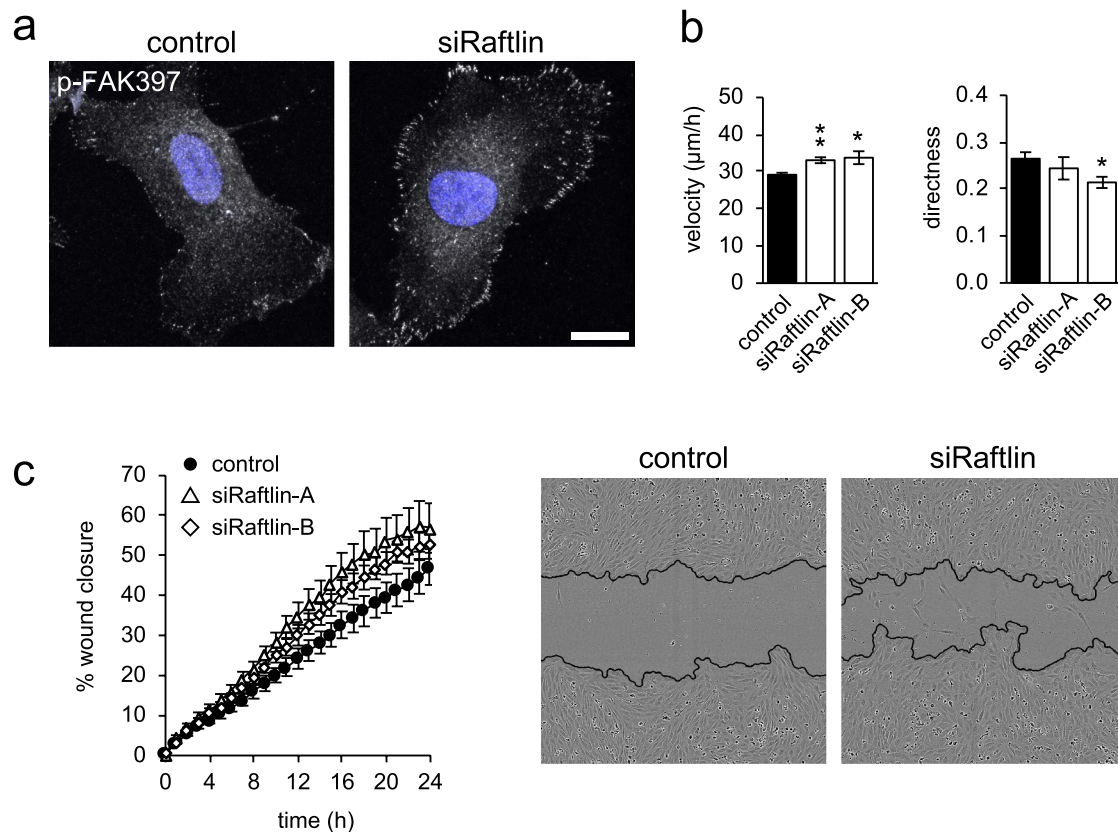 a
control
siRaftlin
p-FAK397
b
velocity (μm/h)
50
40
30
20
10
0
**
*
control
siRaftlin-A
siRaftlin-B
directness
0.4
0.3
0.2
0.1
0.0
*
control
siRaftlin-A
siRaftlin-B
c
% wound closure
70
60
50
40
30
20
10
0
control
siRaftlin-A
siRaftlin-B
0 4 8 12 16 20 24
time (h)
control
siRaftlin